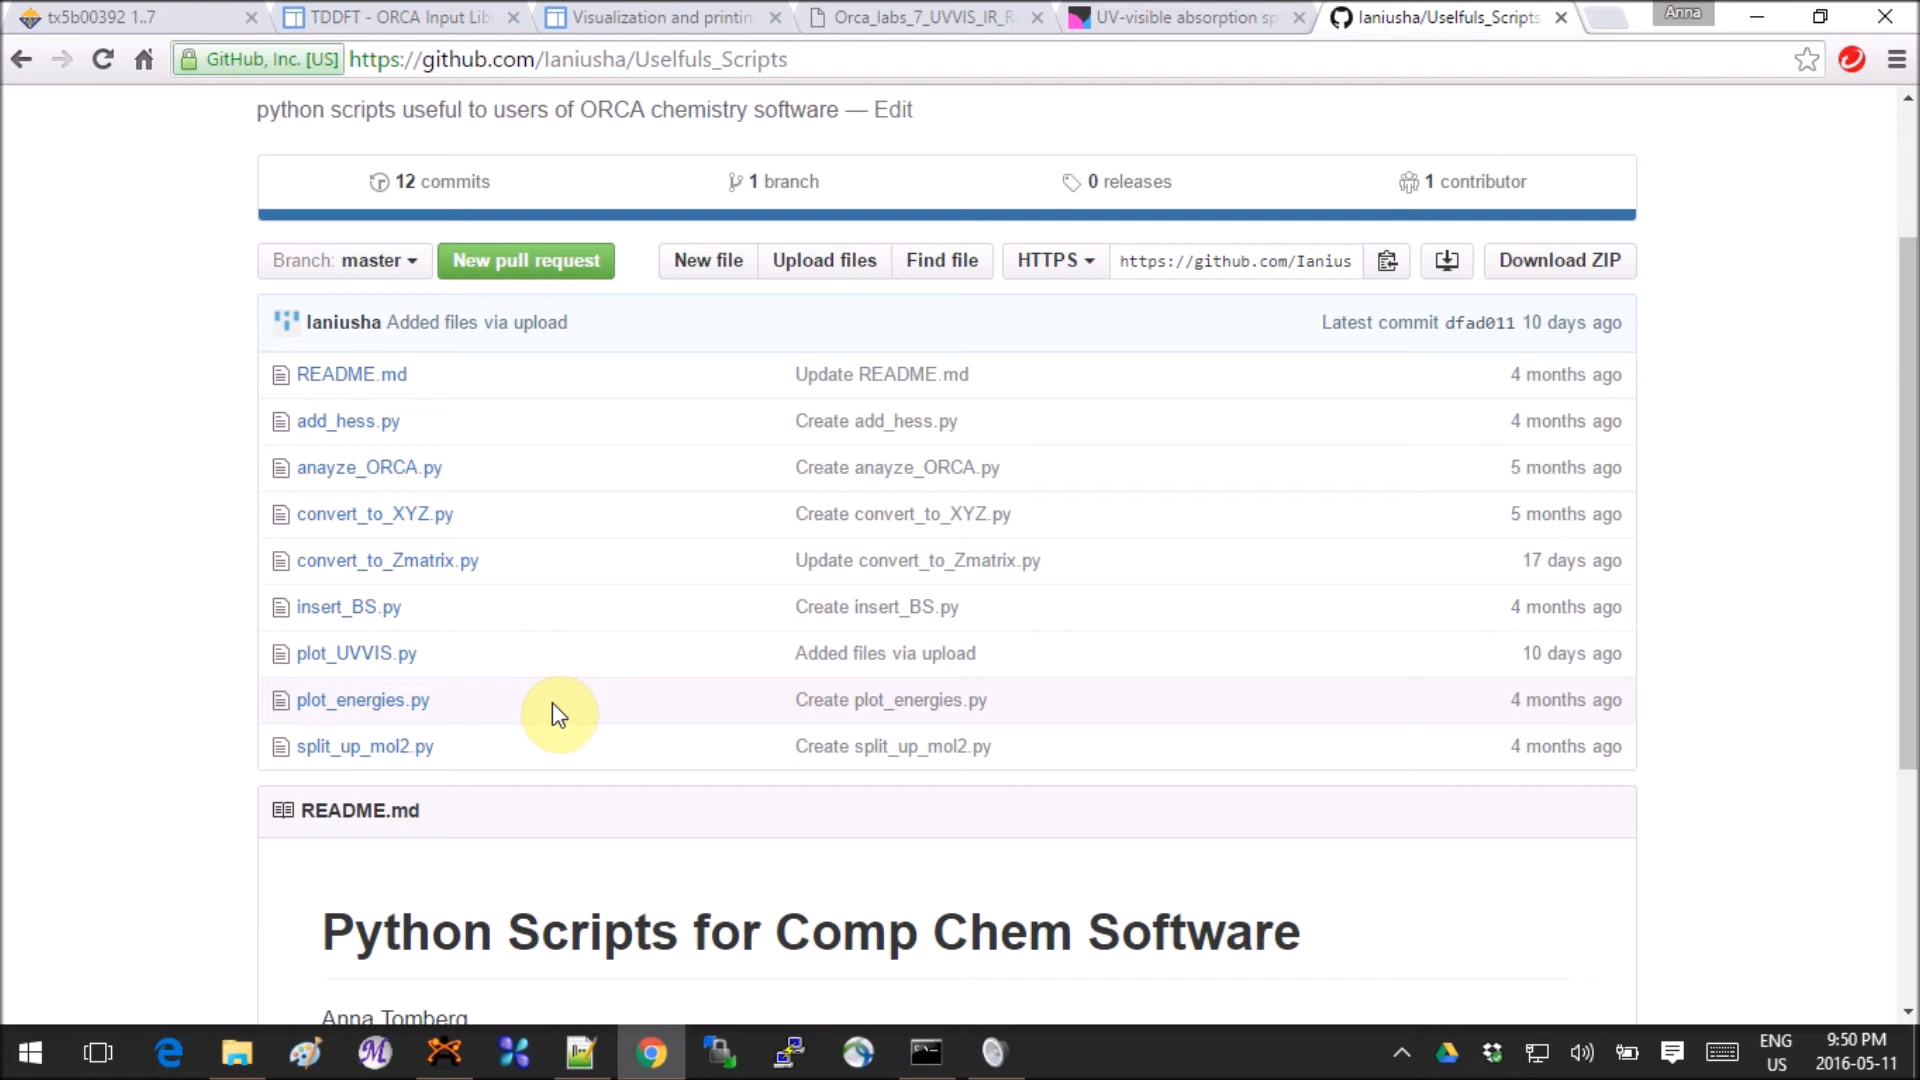 tx5b00392 1..7
TDDFT - ORCA Input Lib
Visualization and printin
Orca_labs_7_UVVIS_IR_R
UV-visible absorption sp
Ianiusha/Uselfuls_Scripts
Anna
GitHub, Inc. [US]
https://github.com/Ianiusha/Uselfuls_Scripts
python scripts useful to users of ORCA chemistry software — Edit
12 commits
1 branch
0 releases
1 contributor
Branch: master
New pull request
New file
Upload files
Find file
HTTPS
https://github.com/Ianius
Download ZIP
Ianiusha Added files via upload
Latest commit dfad011 10 days ago
README.md
Update README.md
4 months ago
add_hess.py
Create add_hess.py
4 months ago
anayze_ORCA.py
Create anayze_ORCA.py
5 months ago
convert_to_XYZ.py
Create convert_to_XYZ.py
5 months ago
convert_to_Zmatrix.py
Update convert_to_Zmatrix.py
17 days ago
insert_BS.py
Create insert_BS.py
4 months ago
plot_UVVIS.py
Added files via upload
10 days ago
plot_energies.py
Create plot_energies.py
4 months ago
split_up_mol2.py
Create split_up_mol2.py
4 months ago
README.md
Python Scripts for Comp Chem Software
Anna Tomberg
ENG
US
9:50 PM
2016-05-11